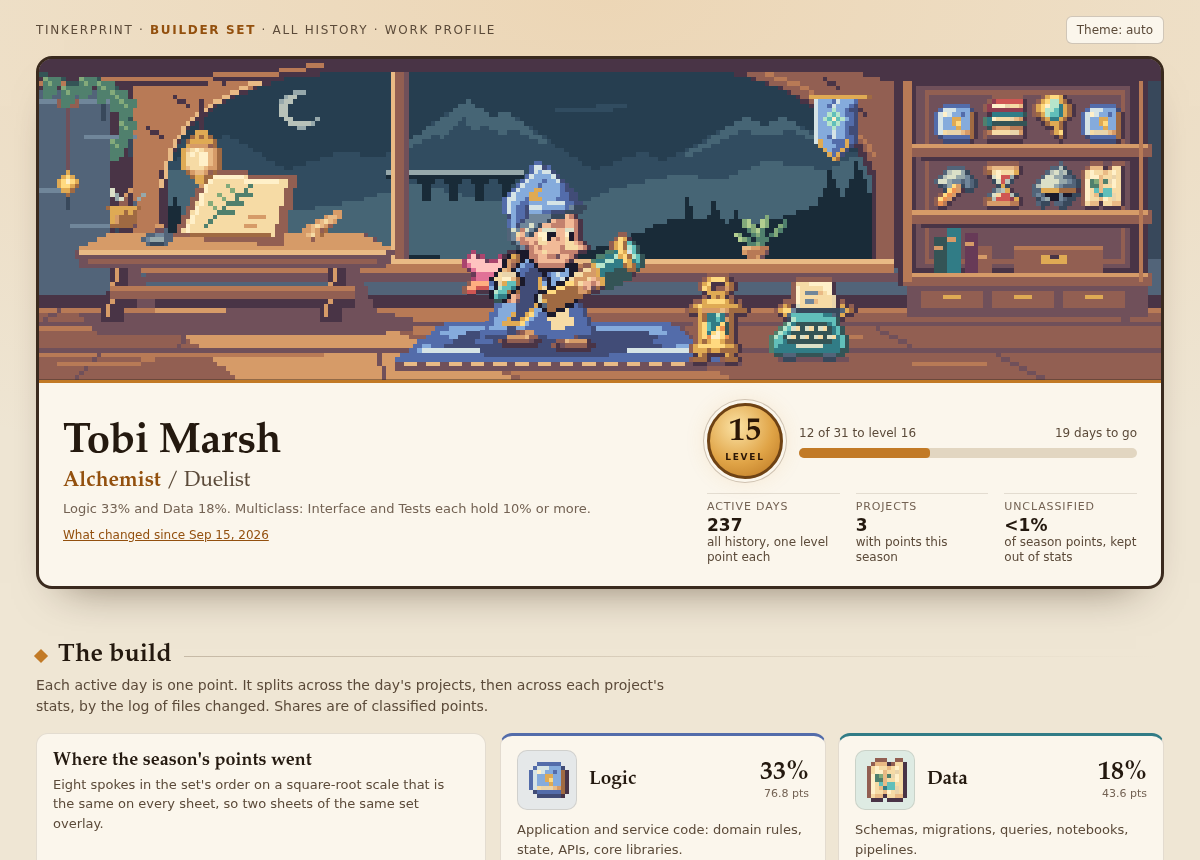 TINKERPRINT · BUILDER SET · ALL HISTORY · WORK PROFILE
Theme: auto
Tobi Marsh
Alchemist / Duelist
Logic 33% and Data 18%. Multiclass: Interface and Tests each hold 10% or more.
What changed since Sep 15, 2026
15
LEVEL
12 of 31 to level 16
19 days to go
ACTIVE DAYS
237
all history, one level
point each
PROJECTS
3
with points this
season
UNCLASSIFIED
<1%
of season points, kept
out of stats
The build
Each active day is one point. It splits across the day's projects, then across each project's
stats, by the log of files changed. Shares are of classified points.
Where the season's points went
Eight spokes in the set's order on a square-root scale that is
the same on every sheet, so two sheets of the same set
overlay.
Logic
33%
76.8 pts
Application and service code: domain rules,
state, APIs, core libraries.
Data
18%
43.6 pts
Schemas, migrations, queries, notebooks,
pipelines.